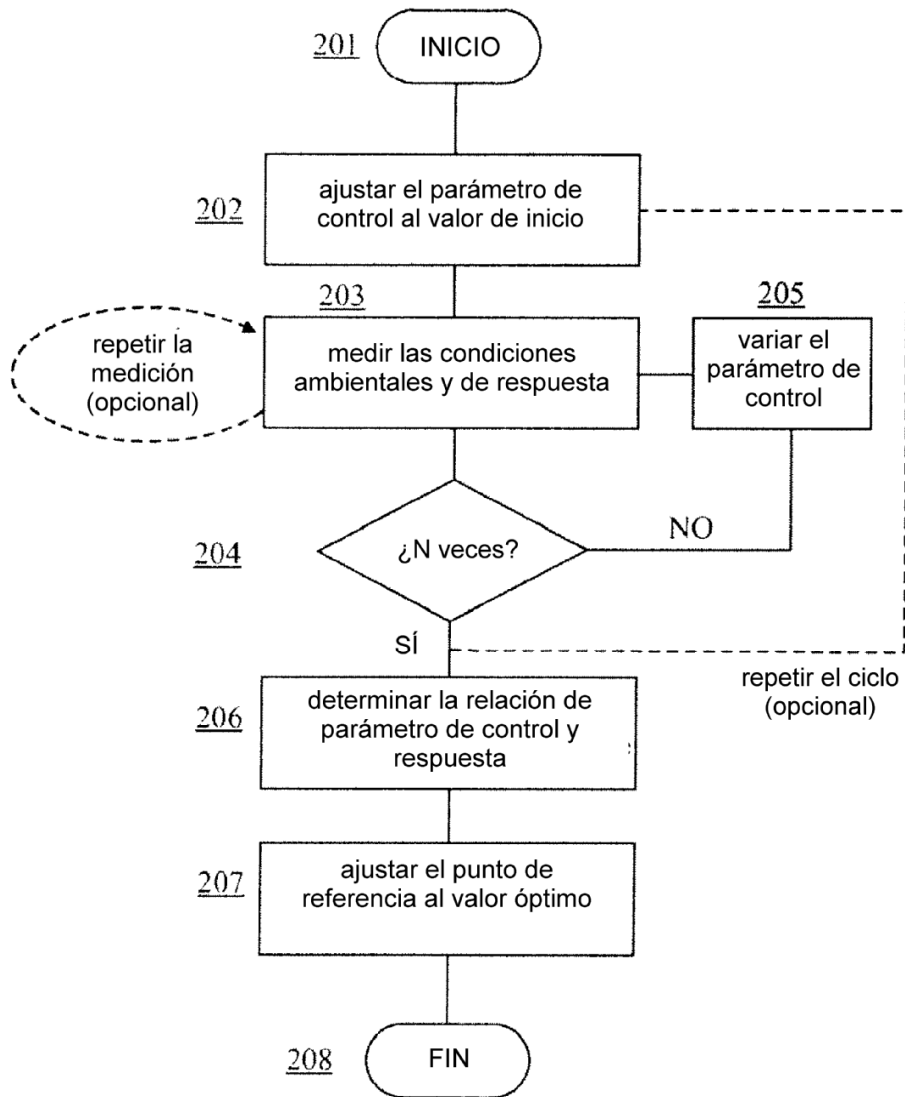 201
INICIO
202
ajustar el parámetro de
control al valor de inicio
203
medir las condiciones
ambientales y de respuesta
repetir la
medición
(opcional)
205
variar el
parámetro de
control
204
¿N veces?
NO
SÍ
repetir el ciclo
(opcional)
206
determinar la relación de
parámetro de control y
respuesta
207
ajustar el punto de
referencia al valor óptimo
208
FIN